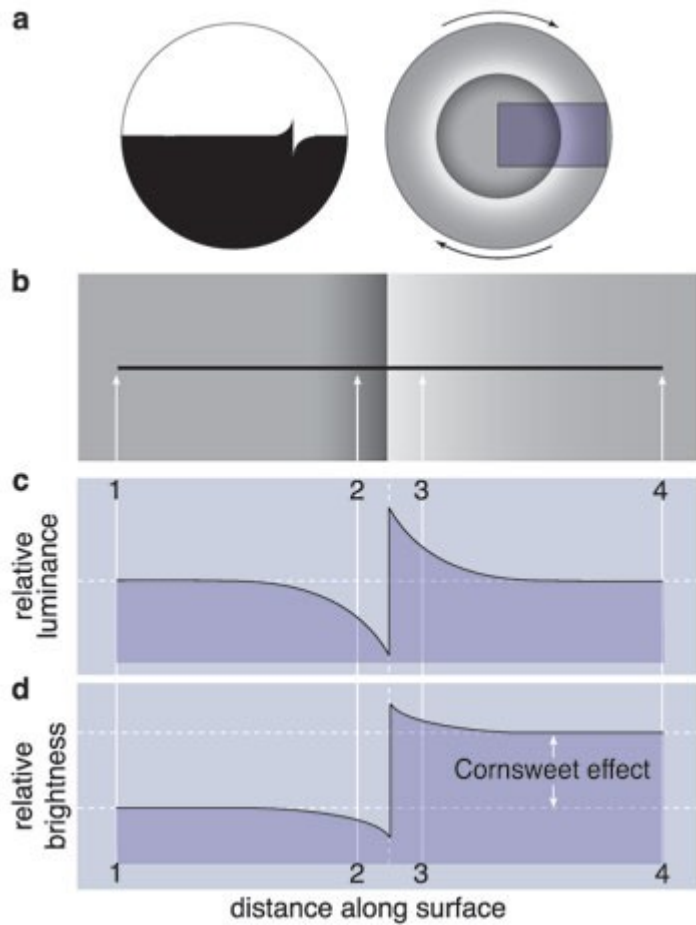 a
b
c
1 2 3 4
relative
luminance
d
relative
brightness
Cornsweet effect
1 2 3 4
distance along surface